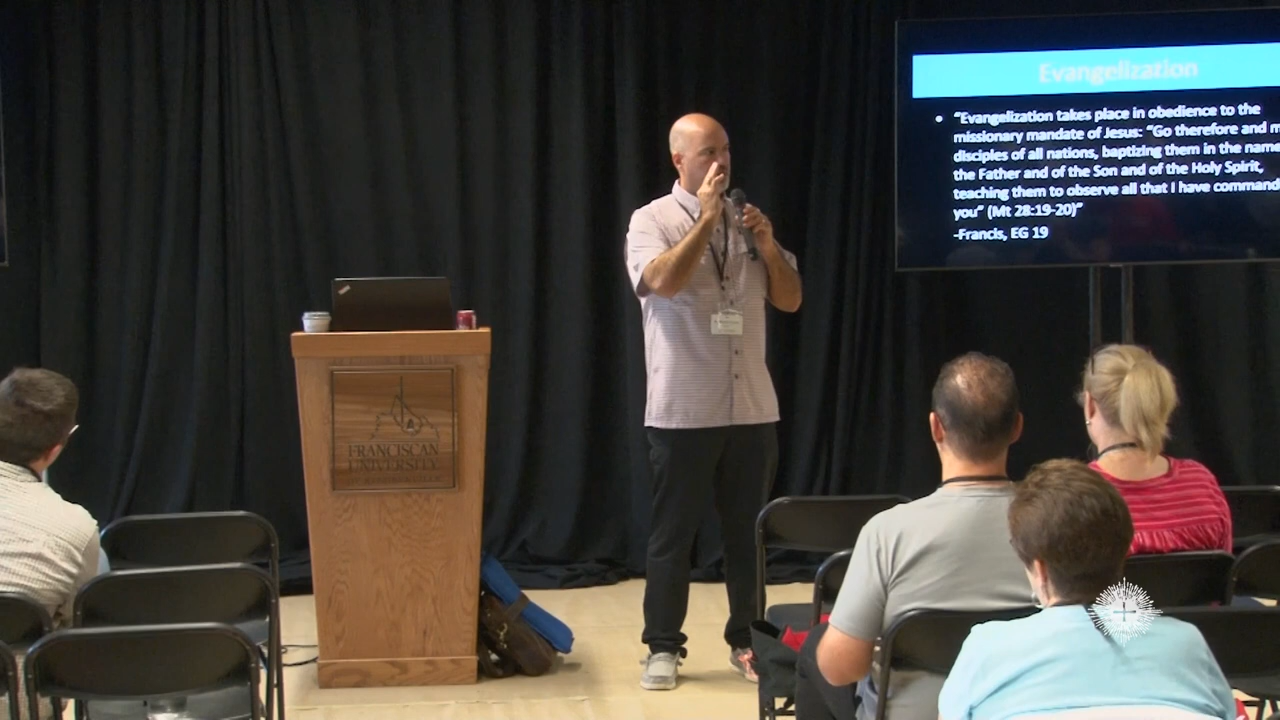 Evangelization
• “Evangelization takes place in obedience to the
missionary mandate of Jesus: “Go therefore and m
disciples of all nations, baptizing them in the name
the Father and of the Son and of the Holy Spirit,
teaching them to observe all that I have command
you” (Mt 28:19-20)”
-Francis, EG 19
FRANCISCAN
UNIVERSITY